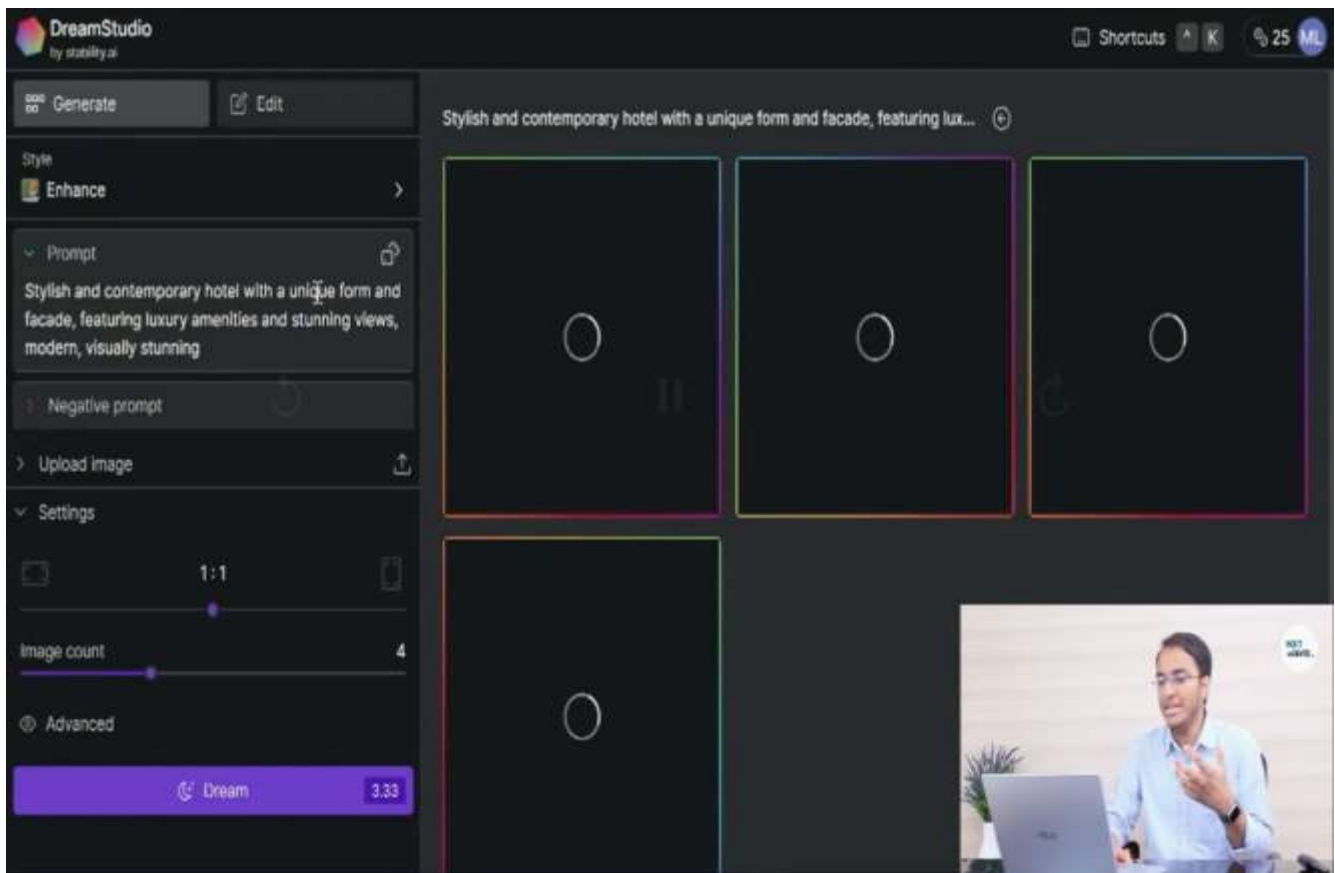 DreamStudio
by stability.ai
Shortcuts ^ K
25 ML
Generate
Edit
Style
Enhance
Prompt
Stylish and contemporary hotel with a unique form and
facade, featuring luxury amenities and stunning views,
modern, visually stunning
Negative prompt
Upload image
Settings
1:1
Image count
4
Advanced
Dream
3.33
Stylish and contemporary hotel with a unique form and facade, featuring lux...